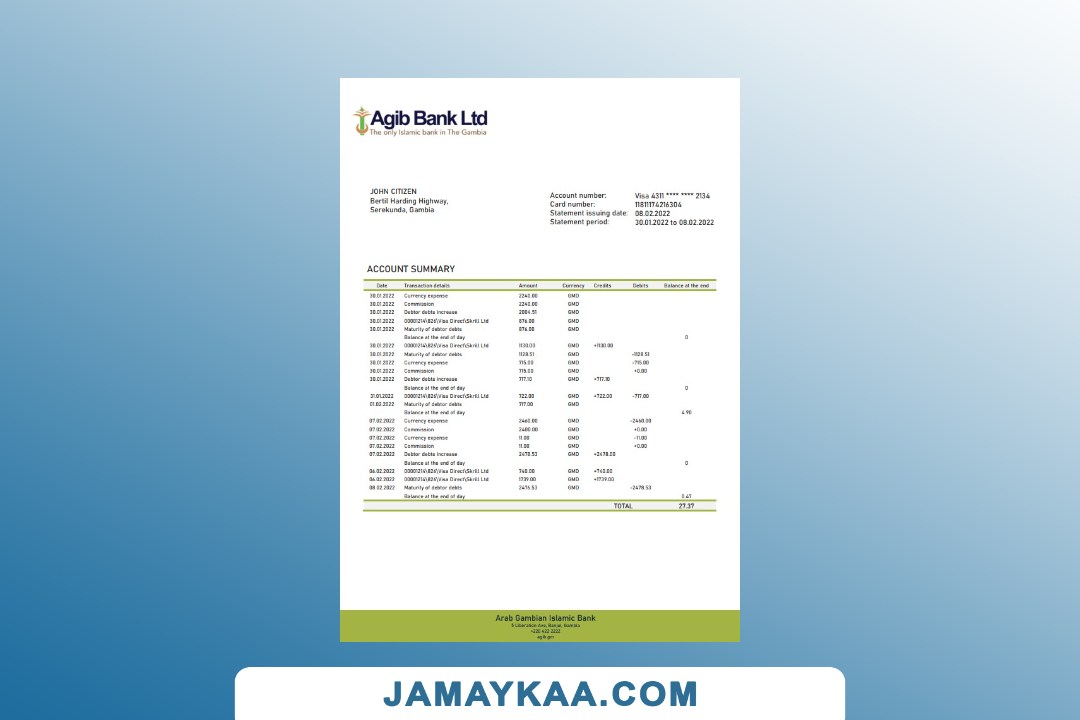 Agib Bank Ltd
The only Islamic bank in The Gambia
JOHN CITIZEN
Bertil Harding Highway,
Serekunda, Gambia
Account number: Visa 4311 **** **** 2134
Card number: 11811174216304
Statement issuing date: 08.02.2022
Statement period: 30.01.2022 to 08.02.2022
ACCOUNT SUMMARY
Date Transaction details Amount Currency Credits Debits Balance at the end
30.01.2022 Currency expense 2240.00 GMD
30.01.2022 Commission 2240.00 GMD
30.01.2022 Debtor debts increase 2004.51 GMD
30.01.2022 00001214\826\Visa Direct\Skrill Ltd 876.00 GMD
30.01.2022 Maturity of debtor debts 876.00 GMD
Balance at the end of day 0
30.01.2022 00001214\826\Visa Direct\Skrill Ltd 1130.00 GMD +1130.00
30.01.2022 Maturity of debtor debts 1128.51 GMD -1128.51
30.01.2022 Currency expense 715.00 GMD -715.00
30.01.2022 Commission 715.00 GMD +0.00
30.01.2022 Debtor debts increase 717.10 GMD +717.10
Balance at the end of day 0
31.01.2022 00001214\826\Visa Direct\Skrill Ltd 722.00 GMD +722.00 -717.00
01.02.2022 Maturity of debtor debts 717.00 GMD
Balance at the end of day 4.90
07.02.2022 Currency expense 2460.00 GMD -2460.00
07.02.2022 Commission GMD +0.00
07.02.2022 Currency expense 11.00 GMD -11.00
07.02.2022 Commission 11.00 GMD +0.00
07.02.2022 Debtor debts increase 2478.53 GMD +2478.00
Balance at the end of day 0
06.02.2022 00001214\826\Visa Direct\Skrill Ltd 740.00 GMD +740.00
06.02.2022 00001214\826\Visa Direct\Skrill Ltd 1739.00 GMD +1739.00
08.02.2022 Maturity of debtor debts GMD -2478.53
Balance at the end of day 0.47
TOTAL 27.37
Arab Gambian Islamic Bank
Liberation Ave, Banjul, Gambia
+220 422 2222
agib.gm
JAMAYKAA.COM